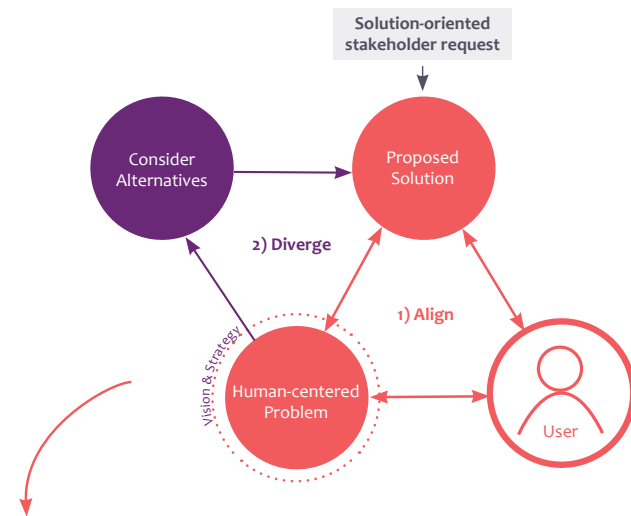 Solution-oriented
stakeholder request
Consider
Alternatives
Proposed
Solution
2) Diverge
1) Align
Vision & Strategy
Human-centered
Problem
User